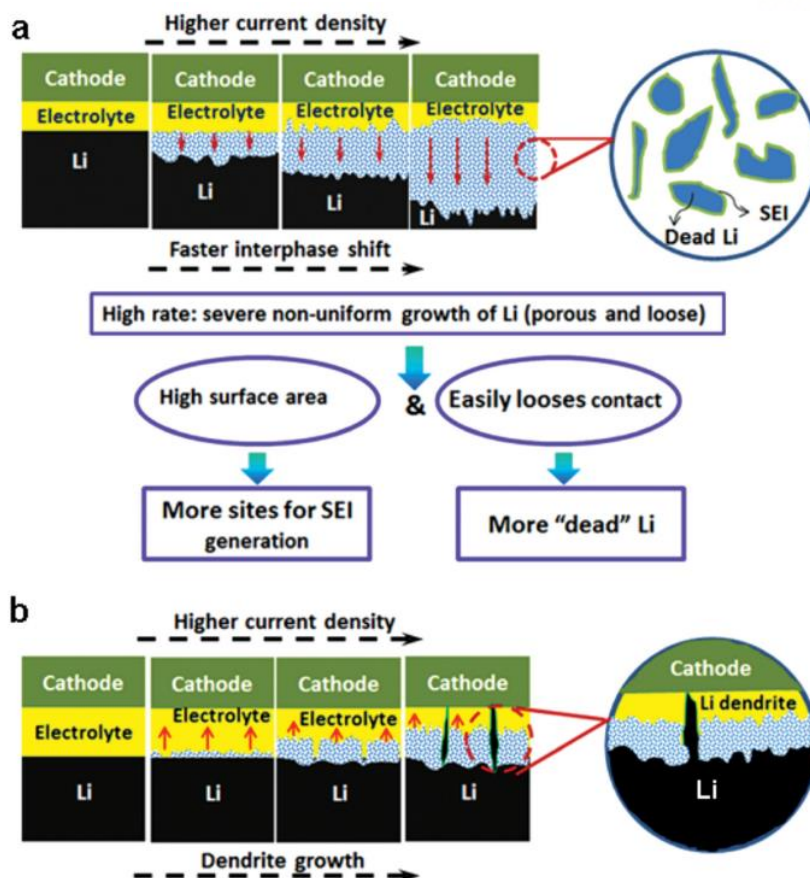 a
Higher current density
Cathode Cathode Cathode Cathode
Electrolyte Electrolyte Electrolyte Electrolyte
Li Li Li Li
SEI
Dead Li
Faster interphase shift
High rate: severe non-uniform growth of Li (porous and loose)
High surface area & Easily looses contact
More sites for SEI
generation
More “dead” Li
b
Higher current density
Cathode Cathode Cathode Cathode
Electrolyte Electrolyte Electrolyte
Li Li Li Li
Dendrite growth
Cathode
Li dendrite
Li